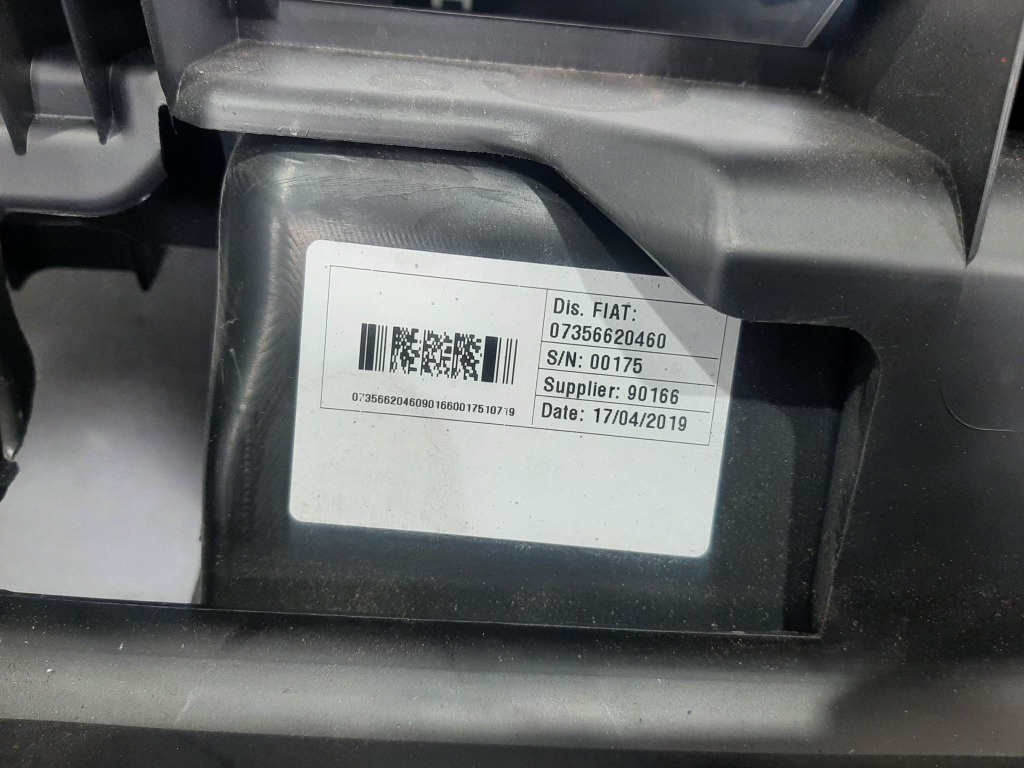 Dis. FIAT:
07356620460
S/N: 00175
Supplier: 90166
Date: 17/04/2019
0735662046090166001751071 9